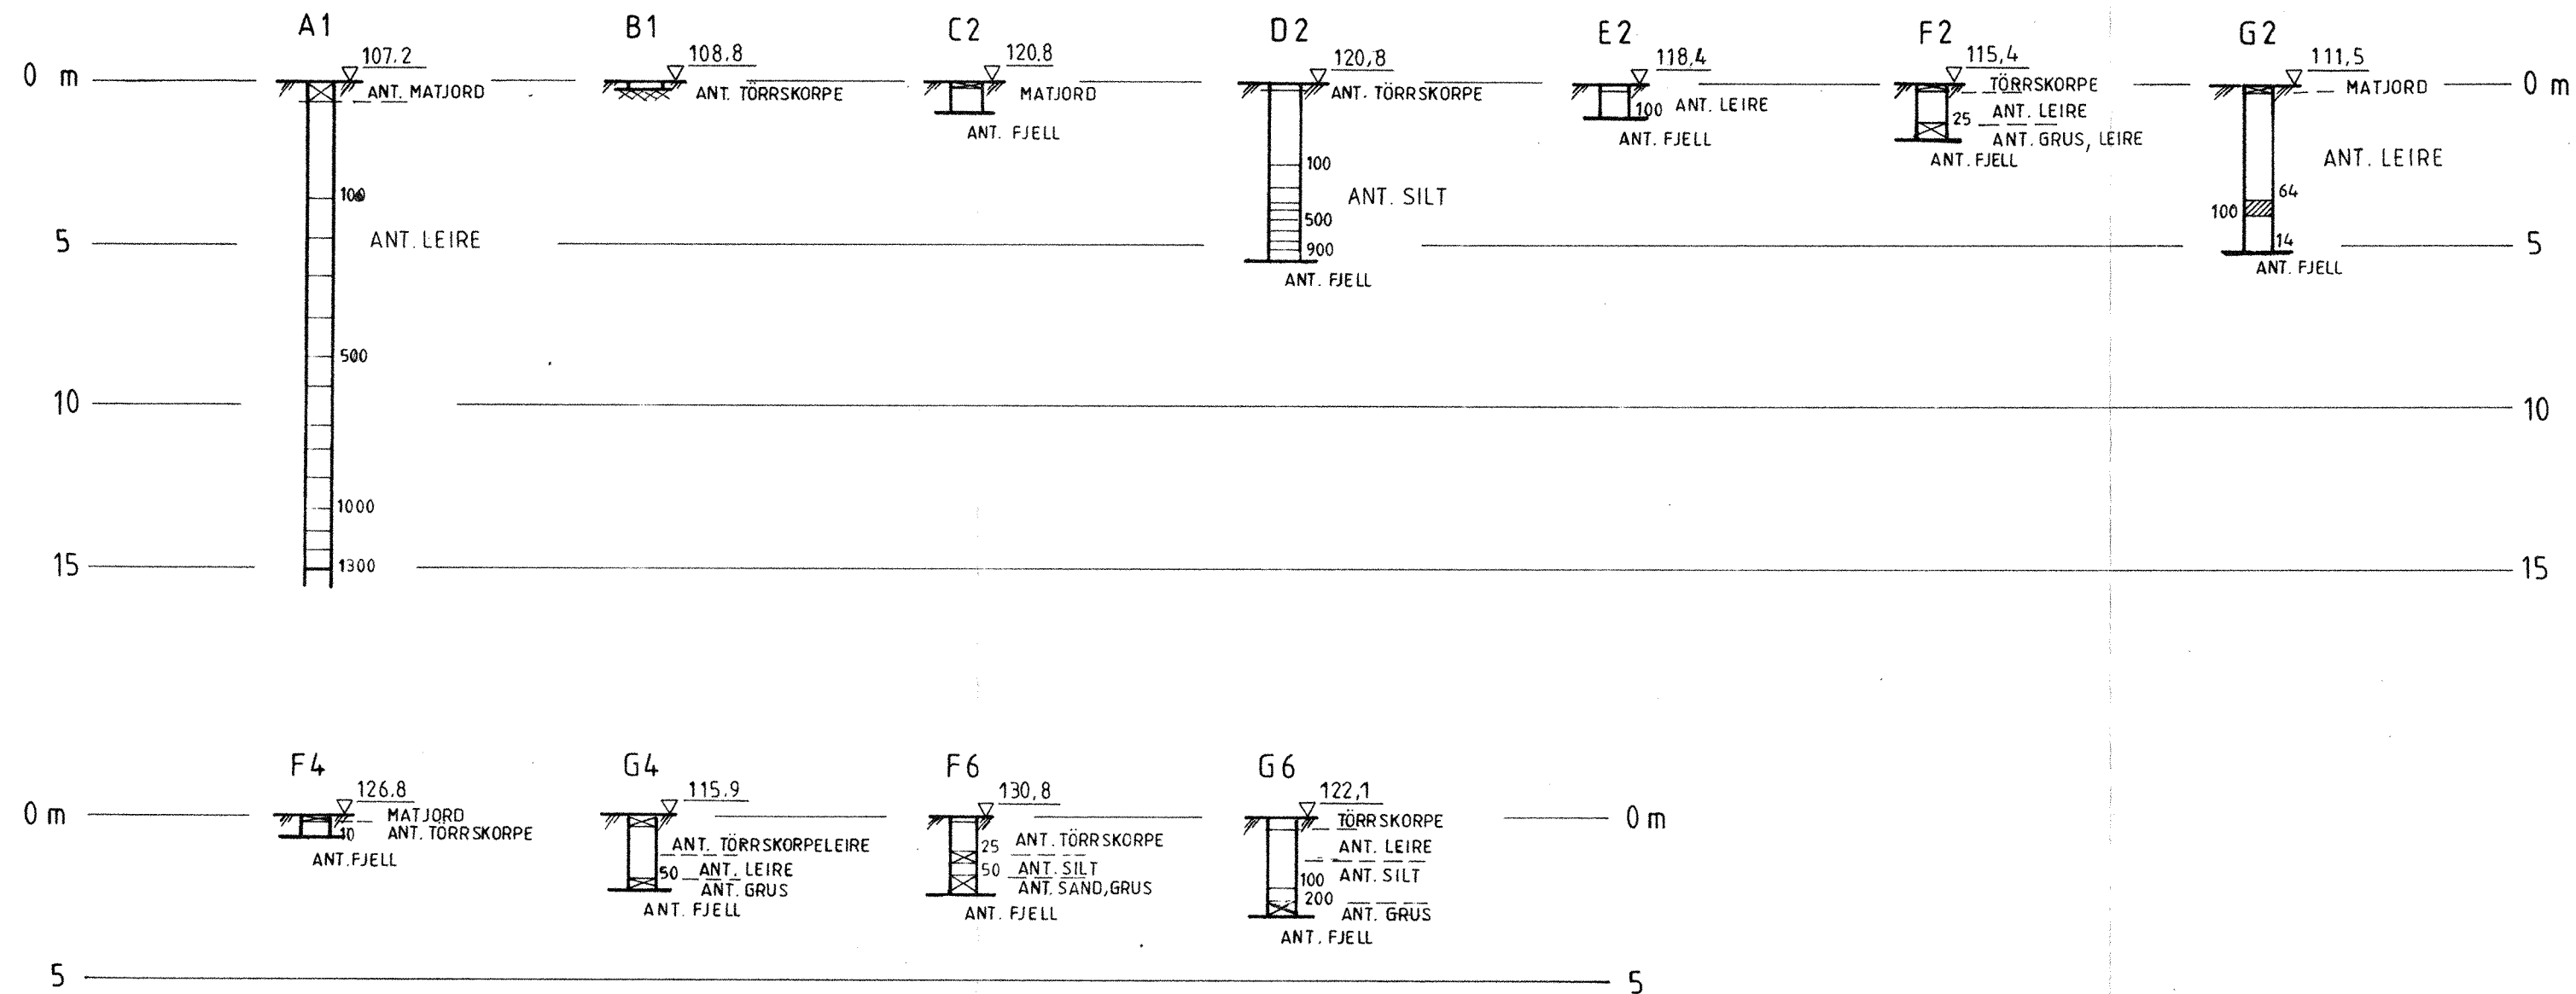 A1 B1 C2 D2 E2 F2 G2
107.2 108.8 120.8 120,8 118.4 115,4 111,5
0 m 0 m
ANT. MATJORD
ANT. TÖRRSKORPE
MATJORD
ANT. FJELL
ANT. TÖRRSKORPE
100 ANT. LEIRE
ANT. FJELL
TÖRRSKORPE
ANT. LEIRE
25
ANT. GRUS, LEIRE
ANT. FJELL
MATJORD
ANT. LEIRE
100
100
ANT. SILT
64
100
500
900
14
ANT. FJELL
ANT. FJELL
5 ANT. LEIRE 5
500
10 10
1000
15 1300 15
F4 G4 F6 G6
126.8 115.9 130,8 122,1
0 m 0 m
MATJORD
10 ANT. TÖRRSKORPE
ANT. FJELL
ANT. TÖRRSKORPELEIRE
50 ANT. LEIRE
ANT. GRUS
ANT. FJELL
25 ANT. TÖRRSKORPE
50 ANT. SILT
ANT. SAND, GRUS
ANT. FJELL
TÖRRSKORPE
ANT. LEIRE
100 ANT. SILT
200
ANT. GRUS
ANT. FJELL
5 5